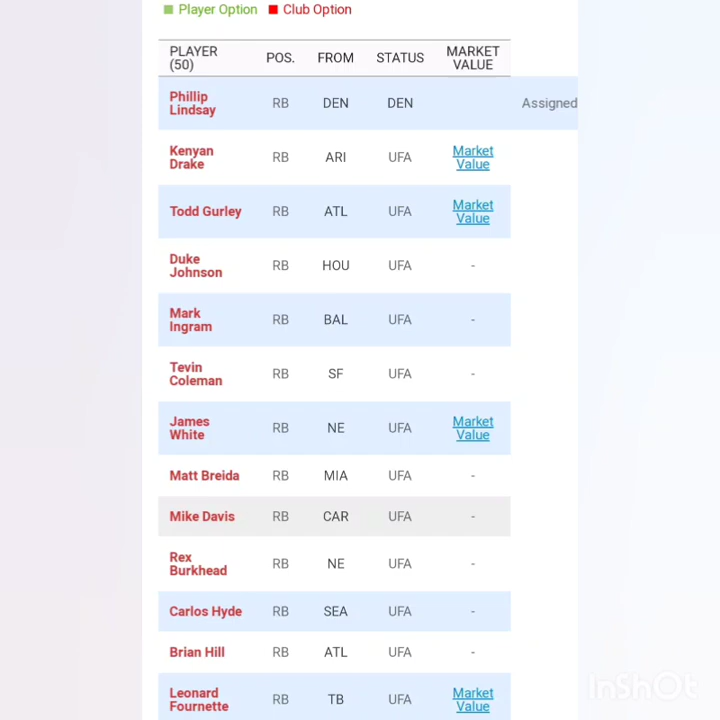 Player Option Club Option
PLAYER (50) POS. FROM STATUS MARKET VALUE
Phillip Lindsay RB DEN DEN Assigned
Kenyan Drake RB ARI UFA Market Value
Todd Gurley RB ATL UFA Market Value
Duke Johnson RB HOU UFA -
Mark Ingram RB BAL UFA -
Tevin Coleman RB SF UFA -
James White RB NE UFA Market Value
Matt Breida RB MIA UFA -
Mike Davis RB CAR UFA -
Rex Burkhead RB NE UFA -
Carlos Hyde RB SEA UFA -
Brian Hill RB ATL UFA -
Leonard Fournette RB TB UFA Market Value
InShOt